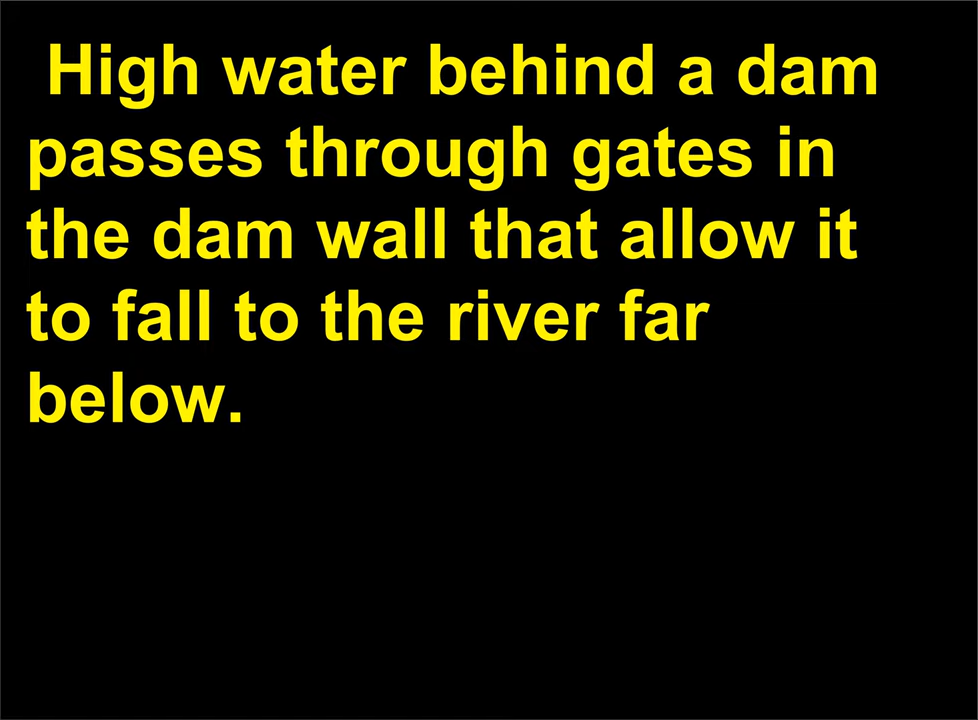 High water behind a dam
passes through gates in
the dam wall that allow it
to fall to the river far
below.